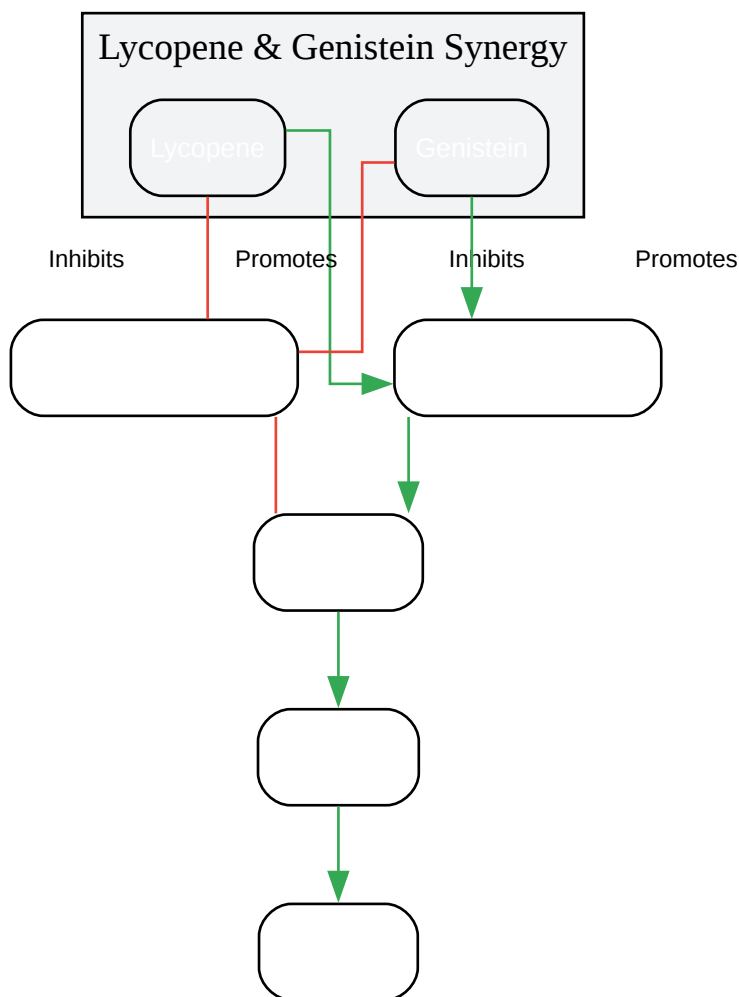 Lycopene & Genistein Synergy
Lycopene
Genistein
Inhibits
Promotes
Inhibits
Promotes